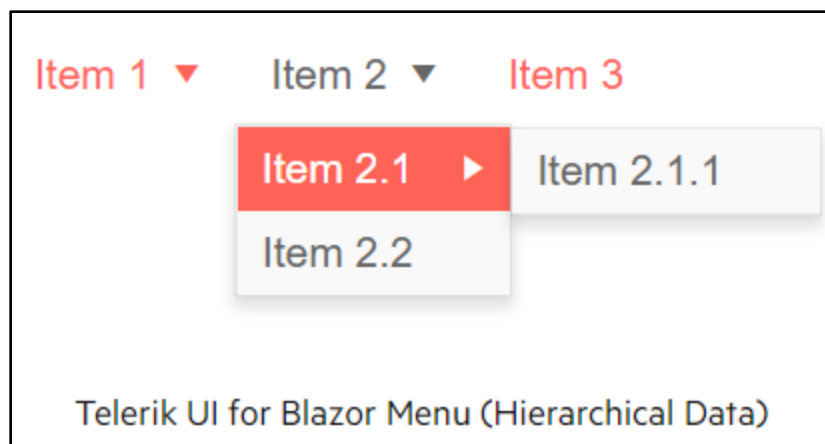 Item 1 Item 2 Item 3
Item 2.1 Item 2.1.1
Item 2.2
Telerik UI for Blazor Menu (Hierarchical Data)